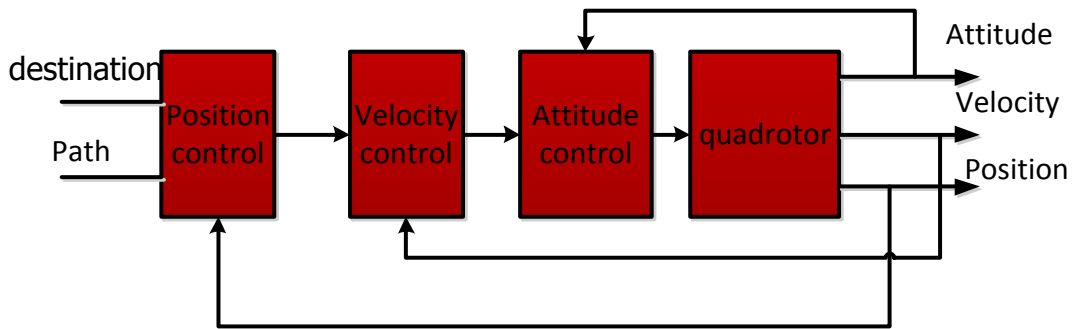 destination
Path
Position
control
Velocity
control
Attitude
control
quadrotor
Attitude
Velocity
Position